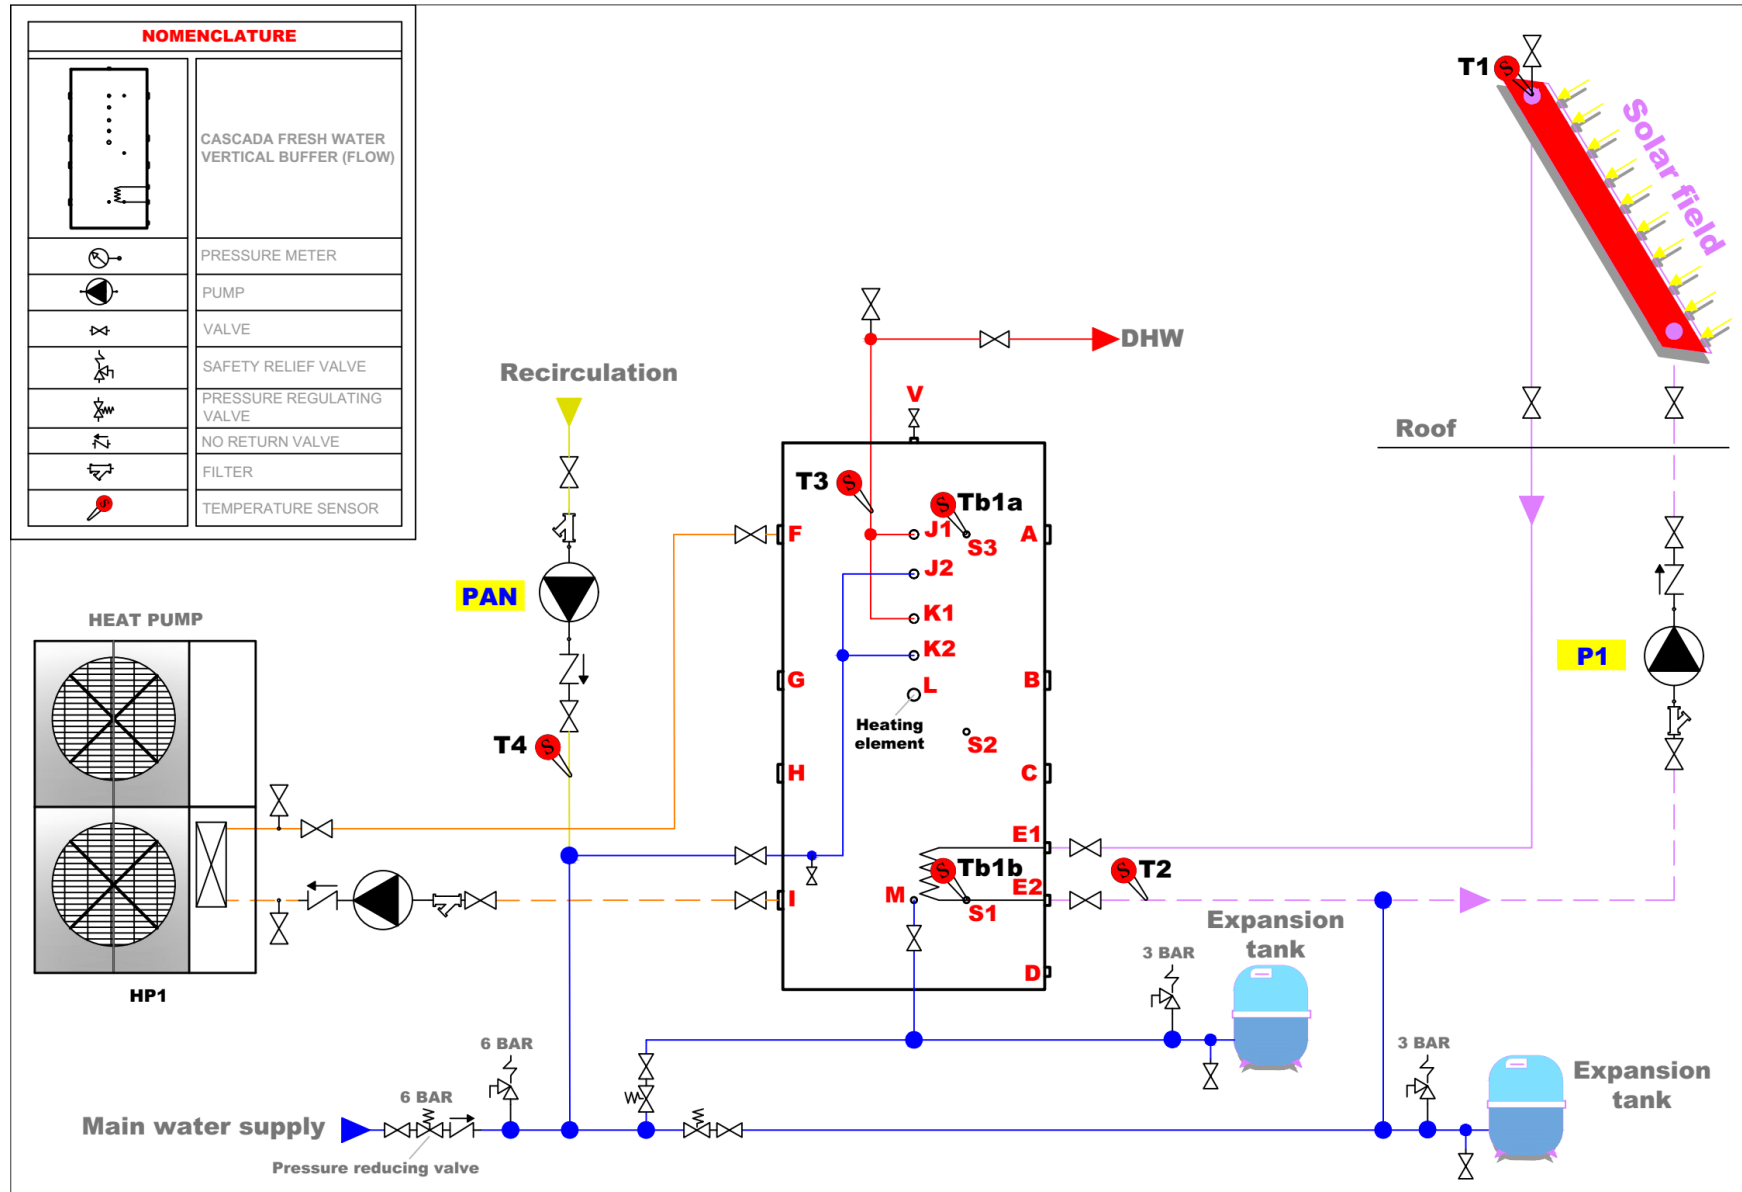 NOMENCLATURE
CASCADA FRESH WATER
VERTICAL BUFFER (FLOW)
PRESSURE METER
PUMP
VALVE
SAFETY RELIEF VALVE
PRESSURE REGULATING
VALVE
NO RETURN VALVE
FILTER
TEMPERATURE SENSOR
S
T1
S
Solar field
DHW
Recirculation
V
Roof
T3
S
S
Tb1a
F
J1
S3
A
J2
PAN
K1
HEAT PUMP
K2
P1
G
L
B
Heating
element
T4
S
S2
H
C
E1
S
Tb1b
S
T2
E2
I
M
S1
Expansion
tank
3 BAR
D
HP1
6 BAR
3 BAR
Expansion
tank
6 BAR
Main water supply
Pressure reducing valve